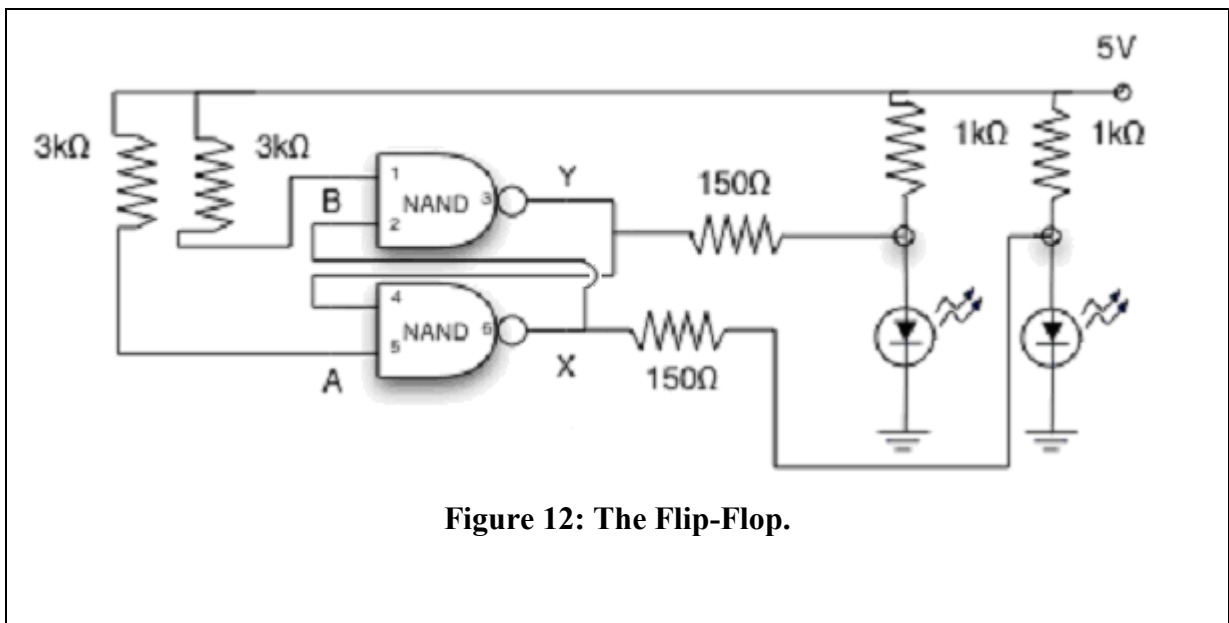 5V
3kΩ 3kΩ 1kΩ 1kΩ
B 1 2 NAND 3 Y 150Ω
A 4 5 NAND 6 X 150Ω
Figure 12: The Flip-Flop.